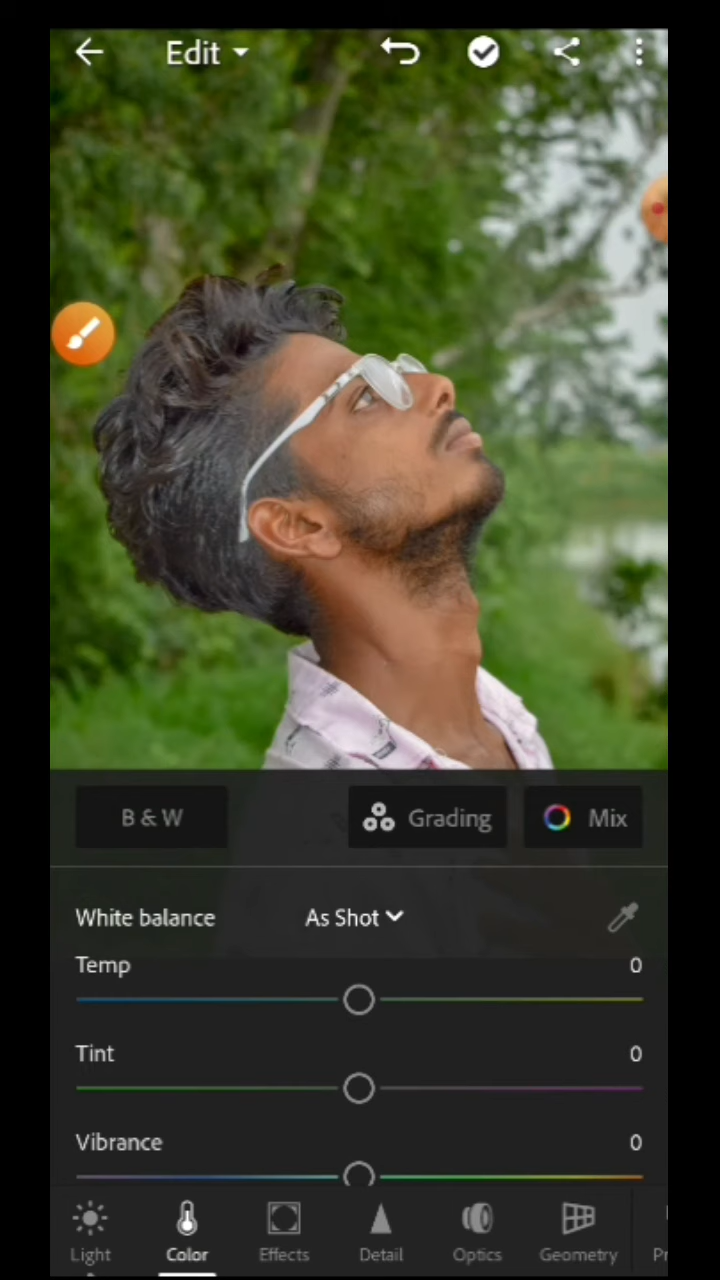 Edit
B & W
Grading
Mix
White balance
As Shot
Temp
0
Tint
0
Vibrance
0
Light
Color
Effects
Detail
Optics
Geometry